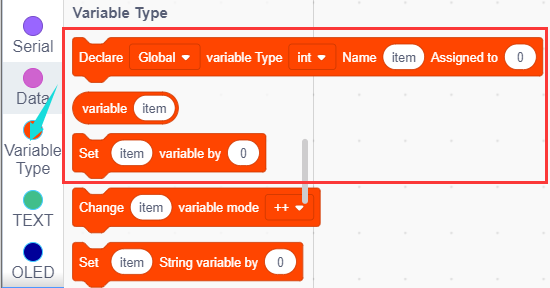 Variable Type
Serial
Data
Variable
Type
TEXT
OLED
Declare Global variable Type int Name item Assigned to 0
variable item
Set item variable by 0
Change item variable mode ++
Set item String variable by 0